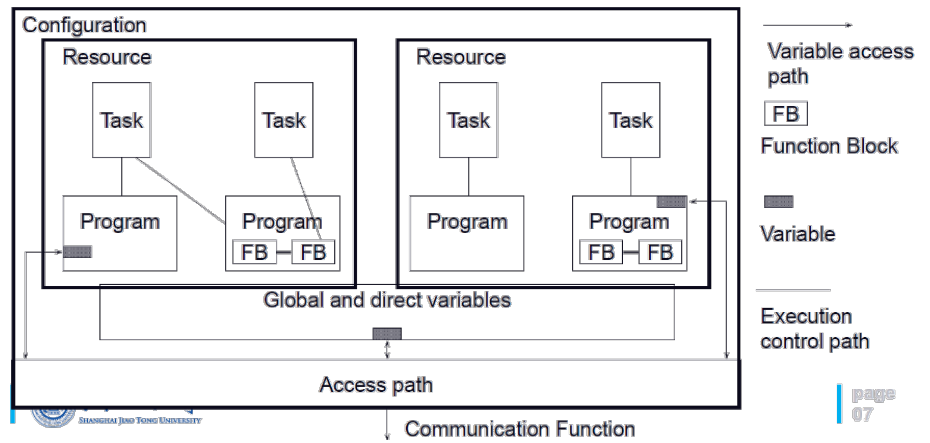 Configuration
Resource
Resource
Task
Task
Task
Task
Program
Program
Program
Program
FB
FB
FB
FB
Global and direct variables
Access path
Communication Function
Variable access
path
FB
Function Block
Variable
Execution
control path
SHANGHAI JIAO TONG UNIVERSITY
page
07